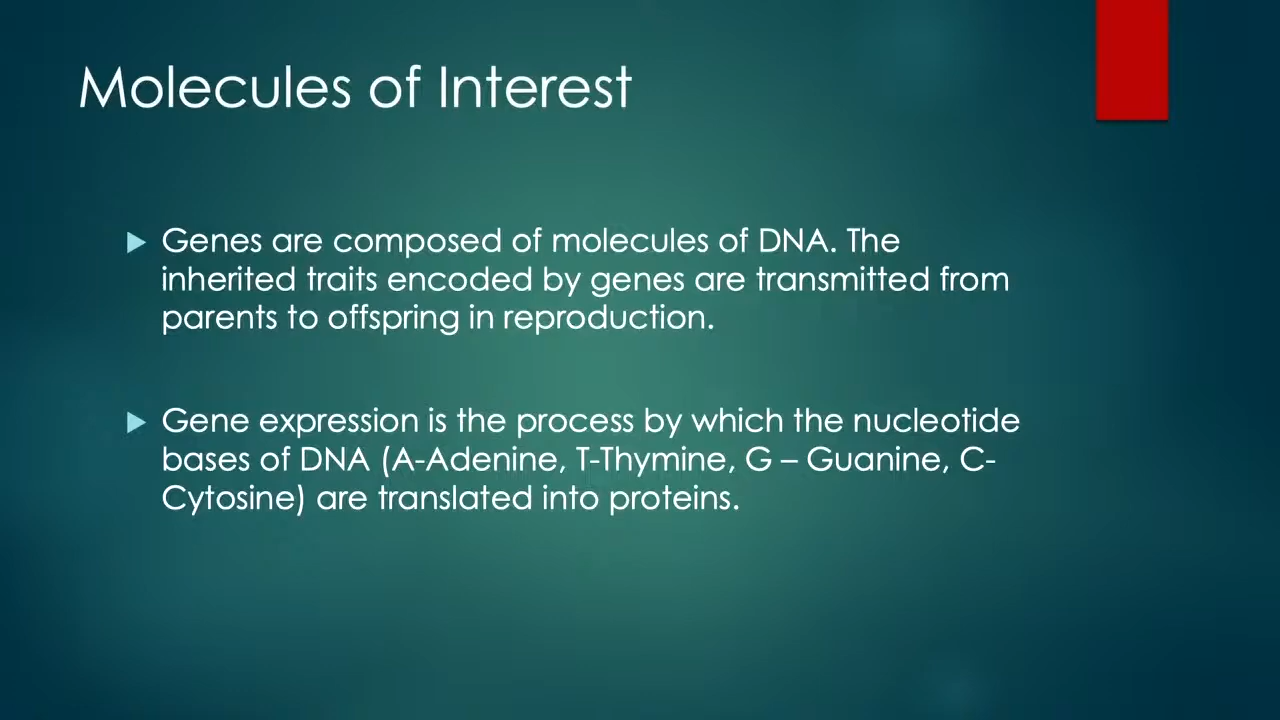 Molecules of Interest
Genes are composed of molecules of DNA. The
inherited traits encoded by genes are transmitted from
parents to offspring in reproduction.
Gene expression is the process by which the nucleotide
bases of DNA (A-Adenine, T-Thymine, G – Guanine, C-
Cytosine) are translated into proteins.